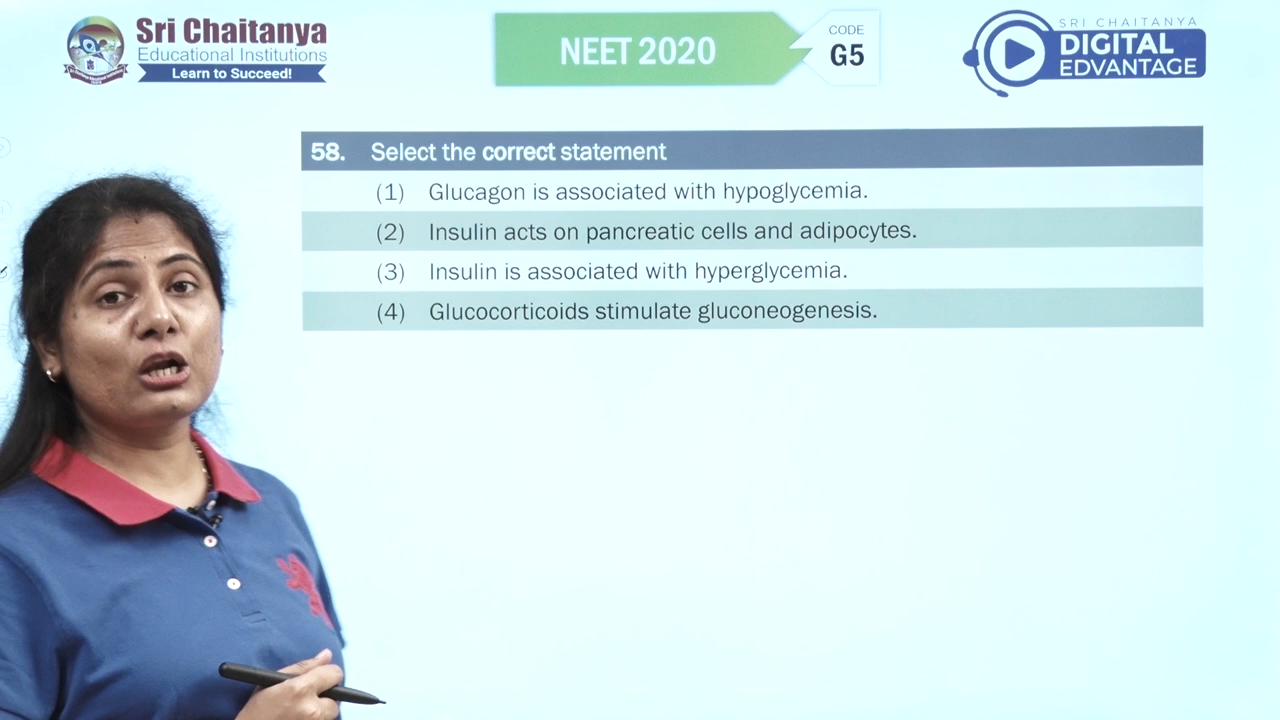 Sri Chaitanya
Educational Institutions
Learn to Succeed!
NEET 2020
CODE
G5
SRI CHAITANYA
DIGITAL
EDVANTAGE
58. Select the correct statement
(1) Glucagon is associated with hypoglycemia.
(2) Insulin acts on pancreatic cells and adipocytes.
(3) Insulin is associated with hyperglycemia.
(4) Glucocorticoids stimulate gluconeogenesis.